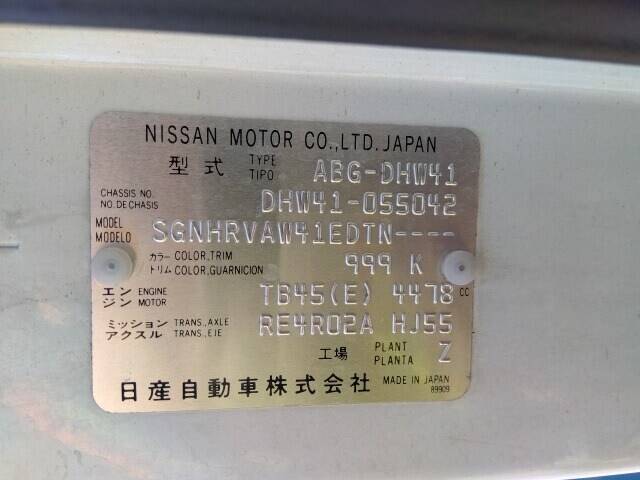 NISSAN MOTOR CO.,LTD.JAPAN
型式 TYPE TIPO ABG-DHW41
CHASSIS NO. NO.DE CHASIS DHW41-055042
MODEL MODELO SGNHRVAW41EDTN----
カラー COLOR,TRIM
トリム COLOR,GUARNICION 999 K
エンジン ENGINE MOTOR TB45(E) 4478 CC
ミッション TRANS.,AXLE
アクスル TRANS.,EJE RE4R02A HJ55
工場 PLANT PLANTA Z
日産自動車株式会社 MADE IN JAPAN
89909